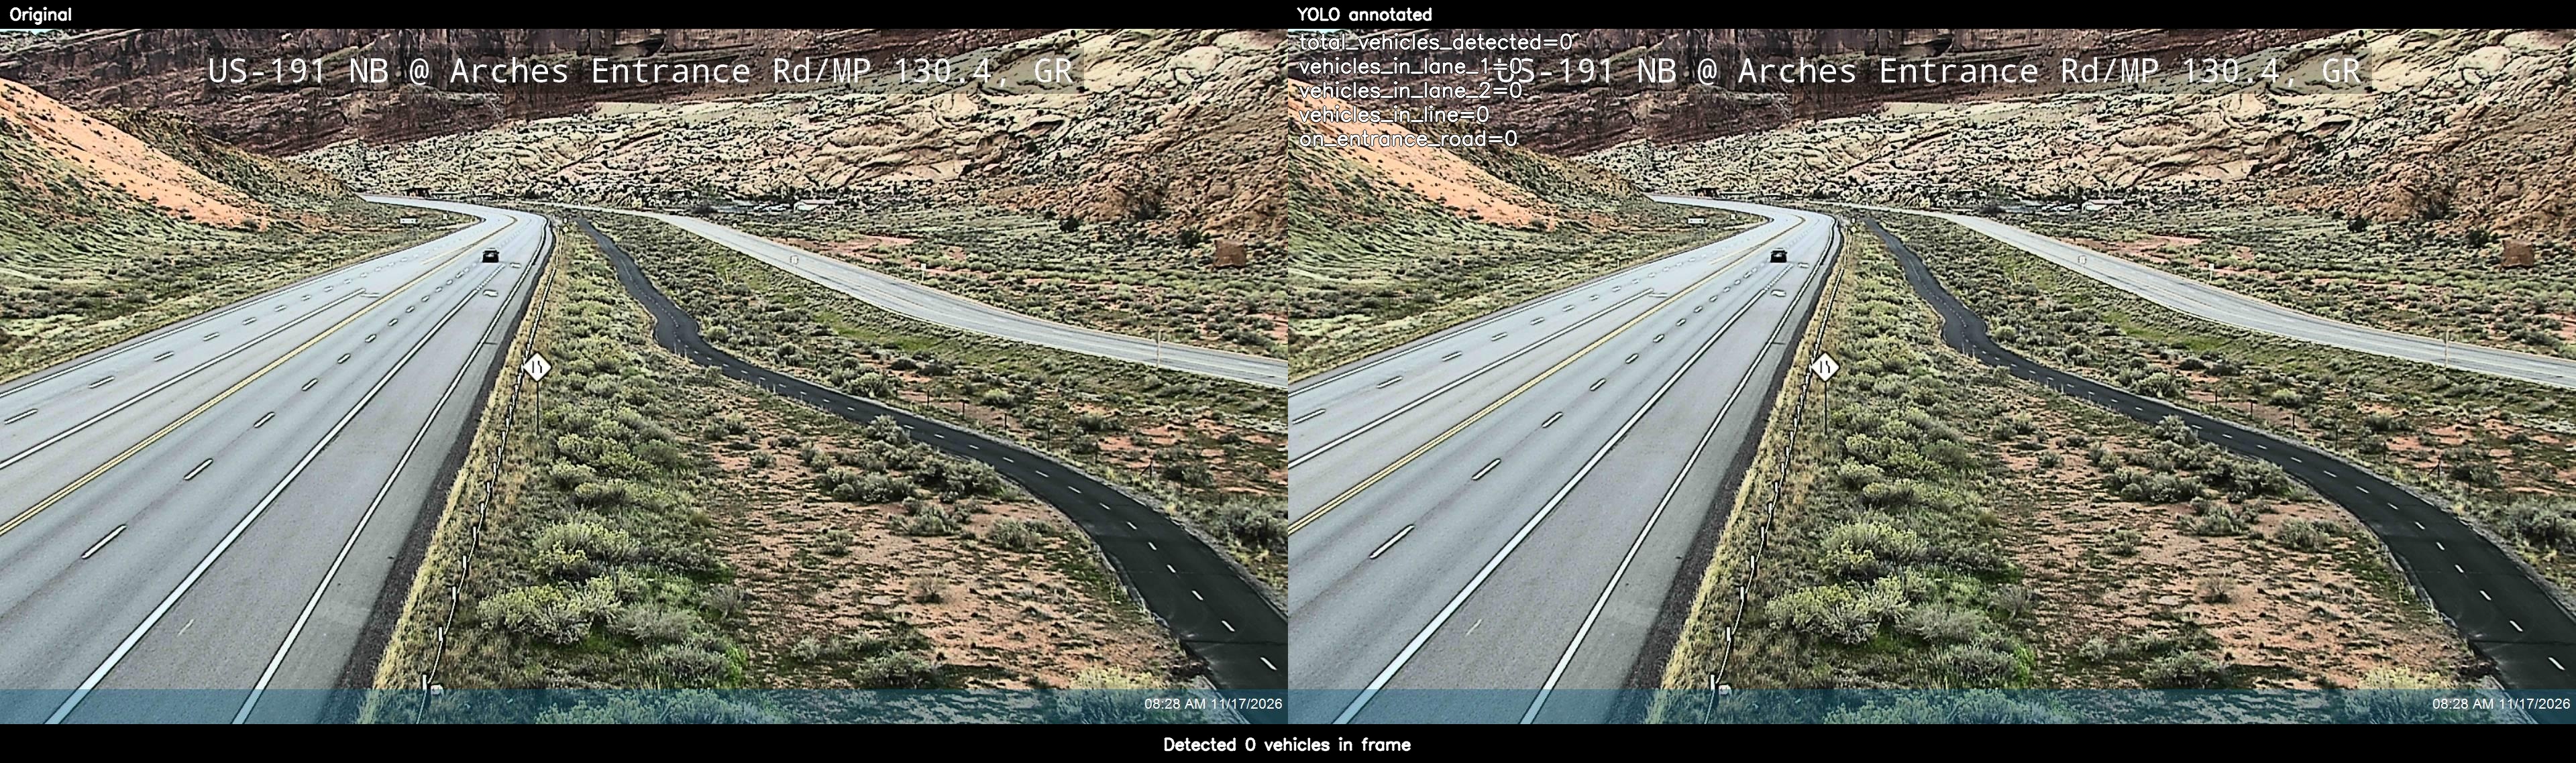 Original
US-191 NB @ Arches Entrance Rd/MP 130.4, GR
08:28 AM 11/17/2026
YOLO annotated
total_vehicles_detected=0
vehicles_in_lane_1=0
US-191 NB @ Arches Entrance Rd/MP 130.4, GR
vehicles_in_lane_2=0
vehicles_in_line=0
on_entrance_road=0
08:28 AM 11/17/2026
Detected 0 vehicles in frame